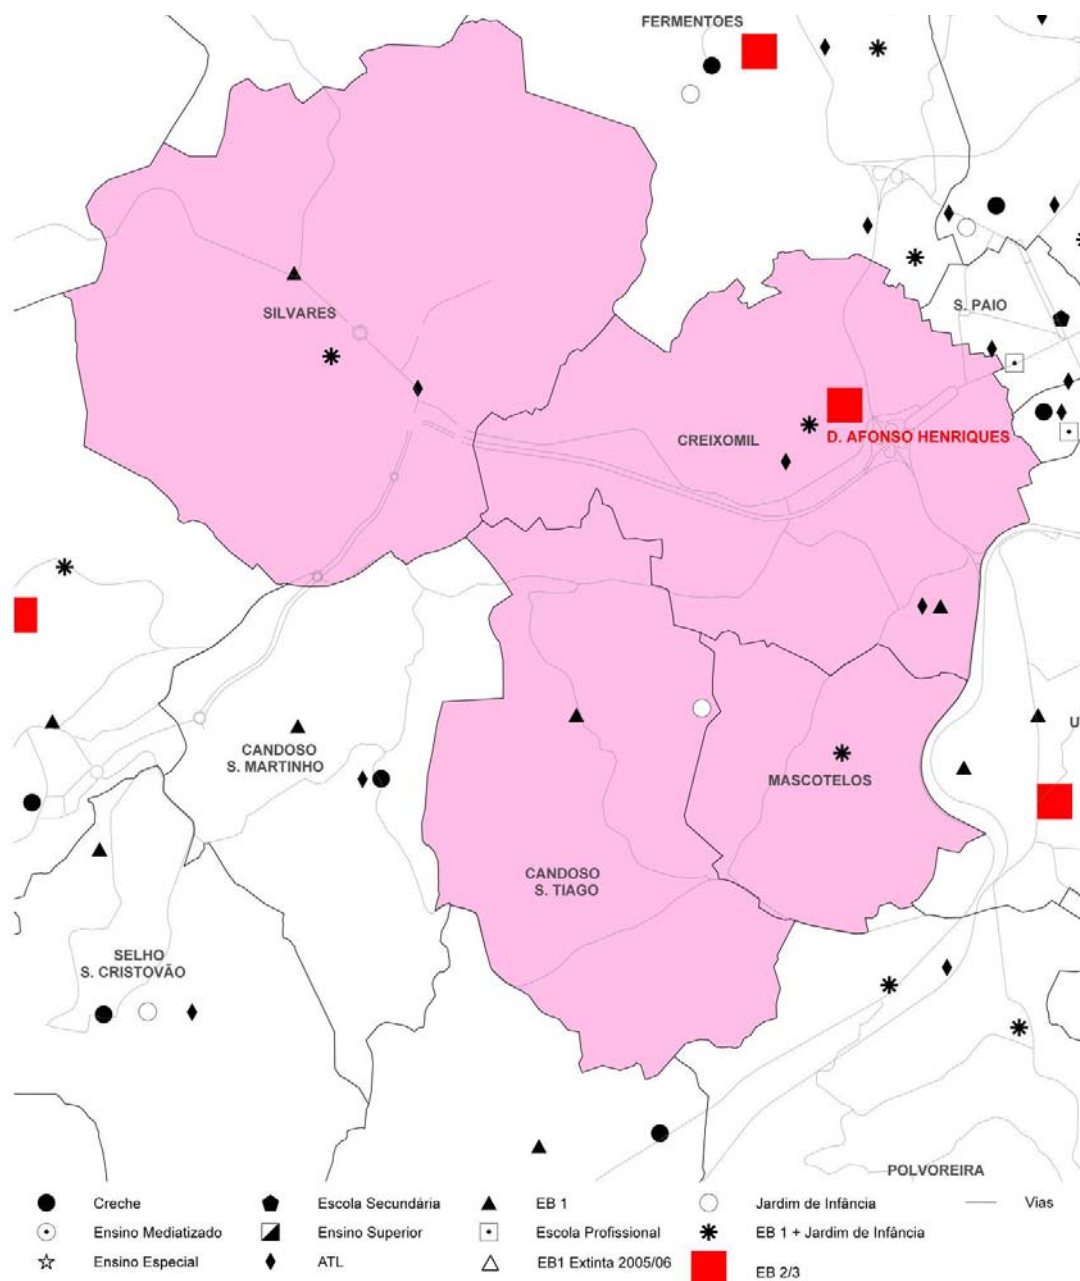 FERMENTOES
SILVARES
S. PAIO
CREIXOMIL
D. AFONSO HENRIQUES
U
CANDOSO
S. MARTINHO
MASCOTELOS
CANDOSO
S. TIAGO
SELHO
S. CRISTOVÃO
POLVOREIRA
Creche
Escola Secundária
EB 1
Jardim de Infância
Vias
Ensino Mediatizado
Ensino Superior
Escola Profissional
EB 1 + Jardim de Infância
Ensino Especial
ATL
EB1 Extinta 2005/06
EB 2/3